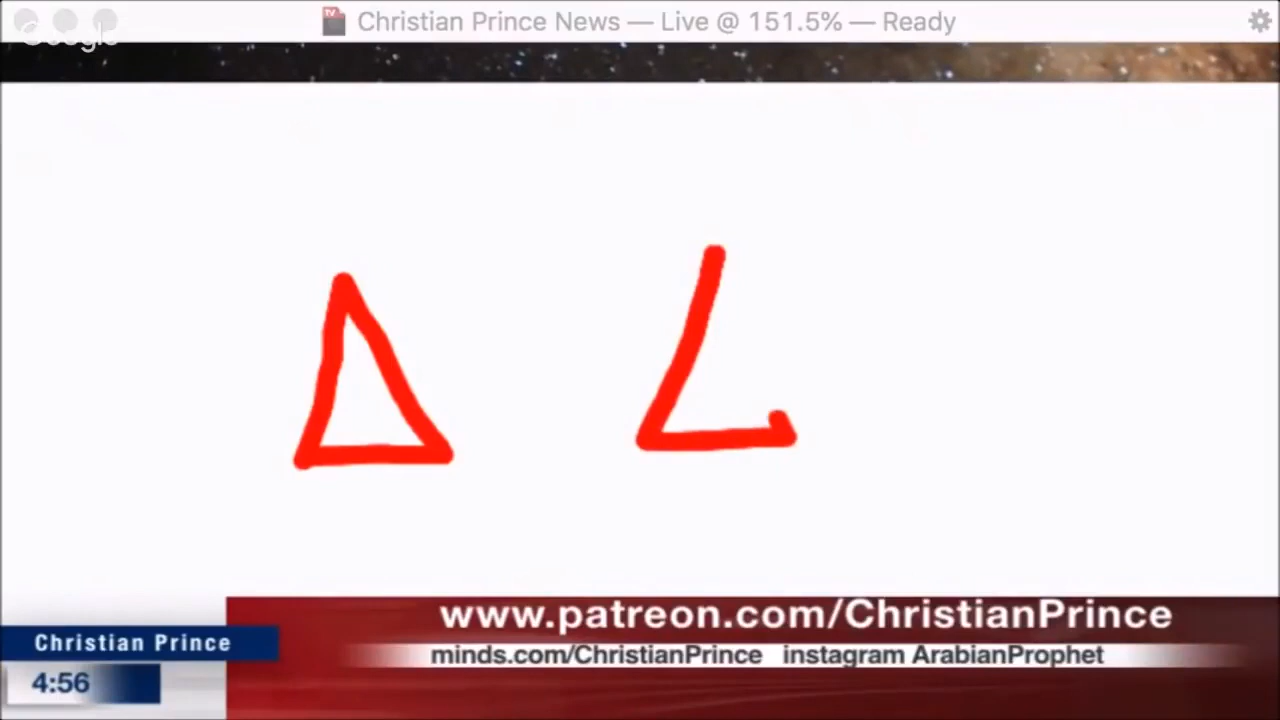 Christian Prince News — Live @ 151.5% — Ready
Google
www.patreon.com/ChristianPrince
Christian Prince
minds.com/ChristianPrince instagram ArabianProphet
4:56